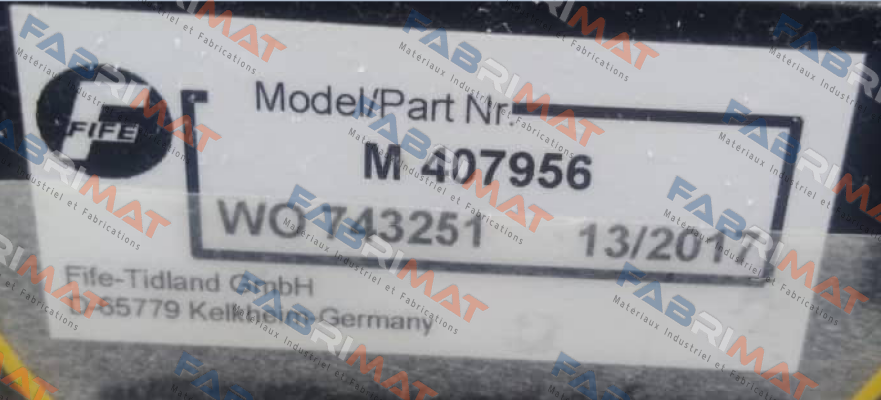 Model/Part Nr.
FIFE
M 407956
WO 743251 13/2017
Fife-Tidland GmbH
D-65779 Kelkheim-Germany
FABRIMAT
Matériaux Industriel et Fabrications